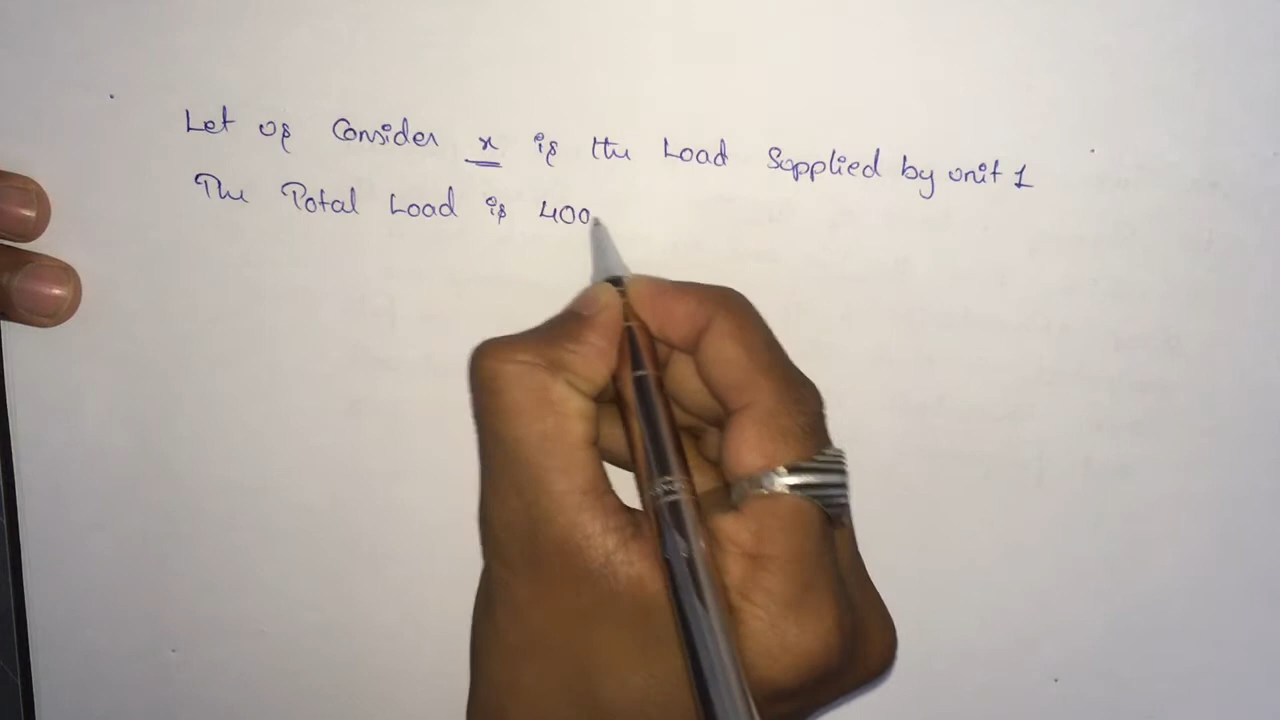 Let us Consider x is the Load Supplied by unit 1
The Total Load is 400